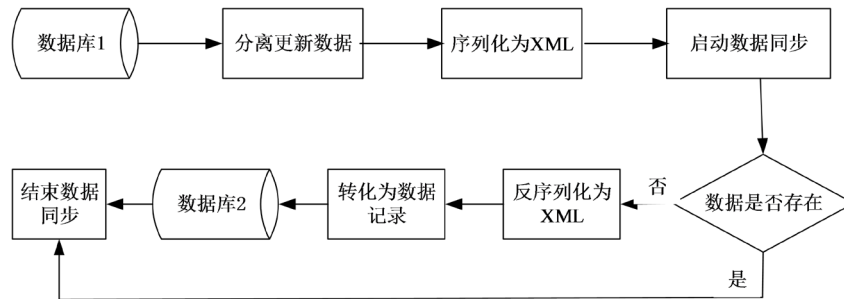 数据库1
分离更新数据
序列化为XML
启动数据同步
结束数据
同步
数据库2
转化为数据
记录
反序列化为
XML
否
数据是否存在
是